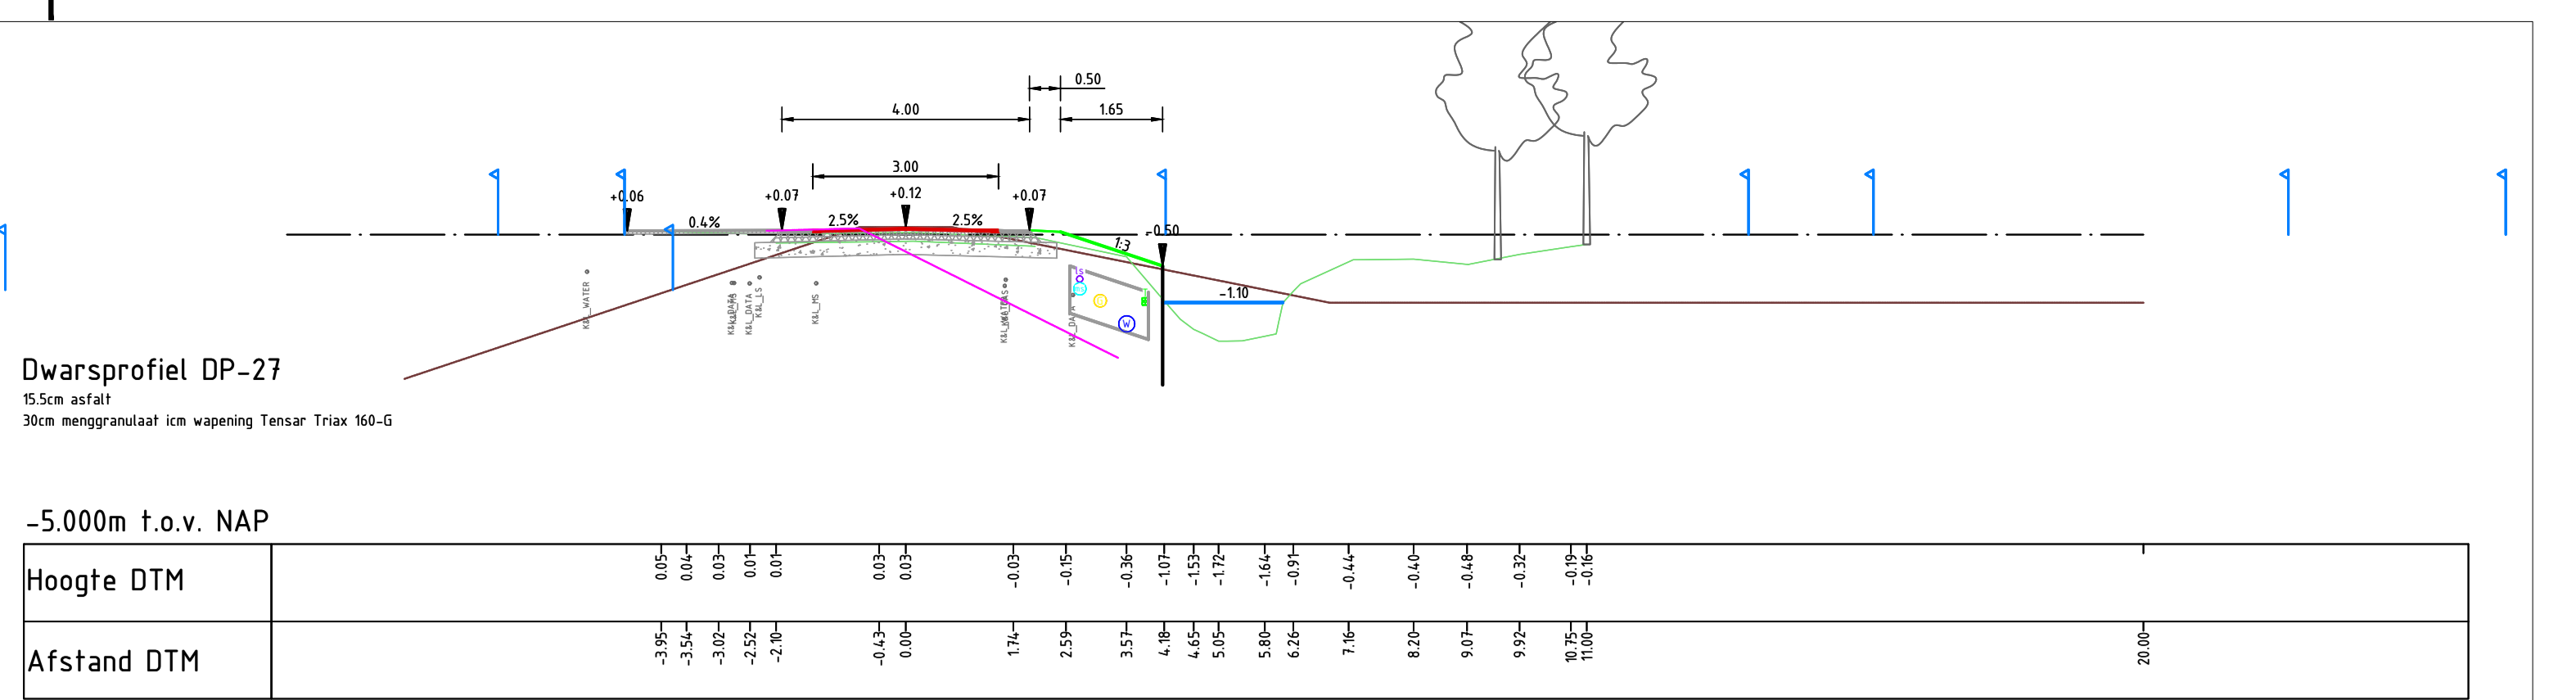 0.50
4.00 1.65
3.00
+0.06 +0.07 +0.12 +0.07
0.4% 2.5% 2.5% 1:3 -0.50
-1.10
LS
W
K&L_WATER K&L_DATA K&L_MS K&L_DATA K&L_LS K&L_MS K&L_WATER K&L_DATA
Dwarsprofiel DP-27
15.5cm asfalt
30cm menggranulaat icm wapening Tensar Triax 160-G
-5.000m t.o.v. NAP
Hoogte DTM 0.05 0.04 0.03 0.01 0.01 0.03 0.03 -0.03 -0.15 -0.36 -1.07 -1.53 -1.72 -1.64 -0.91 -0.44 -0.40 -0.48 -0.32 -0.19 -0.16
Afstand DTM -3.95 -3.54 -3.02 -2.52 -2.10 -0.43 0.00 1.74 2.59 3.57 4.18 4.65 5.05 5.80 6.26 7.16 8.20 9.07 9.92 10.75 11.00 20.00